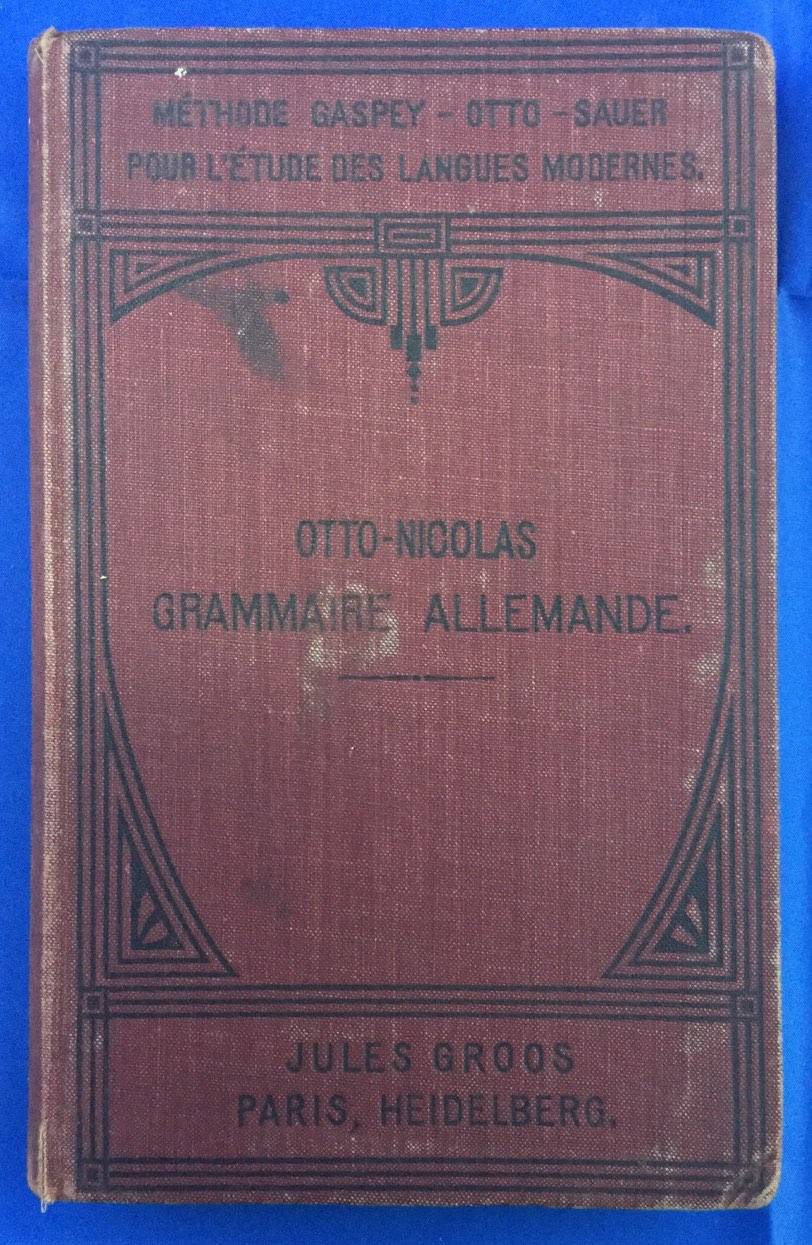 MÉTHODE GASPEY - OTTO - SAUER
POUR L'ÉTUDE DES LANGUES MODERNES.
OTTO-NICOLAS
GRAMMAIRE ALLEMANDE.
JULES GROOS
PARIS, HEIDELBERG.